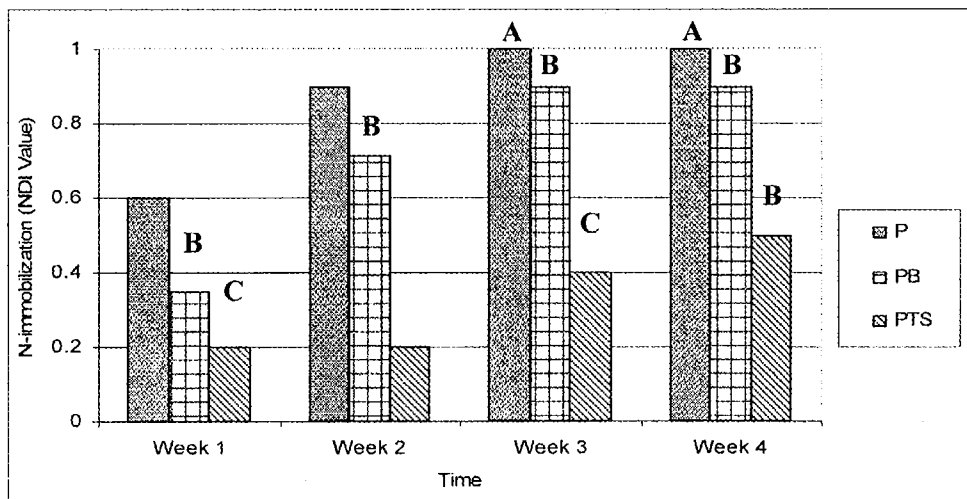 N-immobilization (NDI Value)
1
0.8
0.6
0.4
0.2
0
B
C
B
A
B
C
A
B
B
Week 1
Week 2
Week 3
Week 4
Time
P
PB
PTS